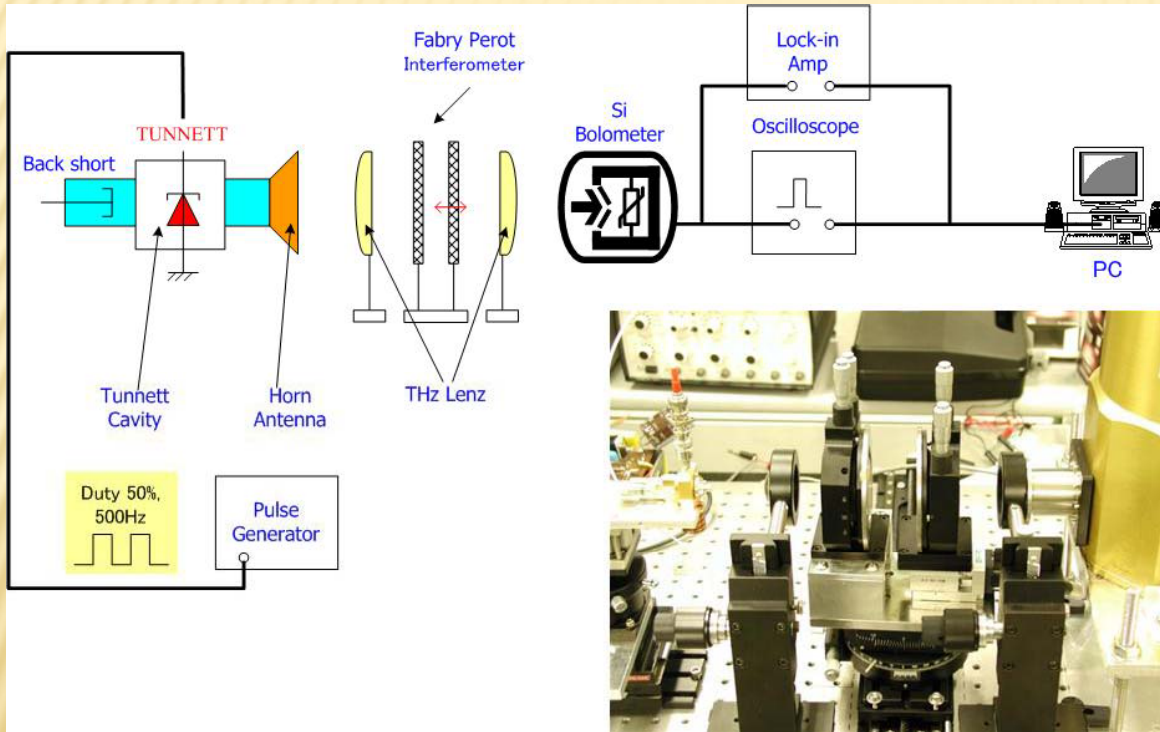 Fabry Perot
Interferometer
Lock-in
Amp
Si
Bolometer
Oscilloscope
TUNNETT
Back short
PC
Tunnett
Cavity
Horn
Antenna
THz Lenz
Duty 50%,
500Hz
Pulse
Generator